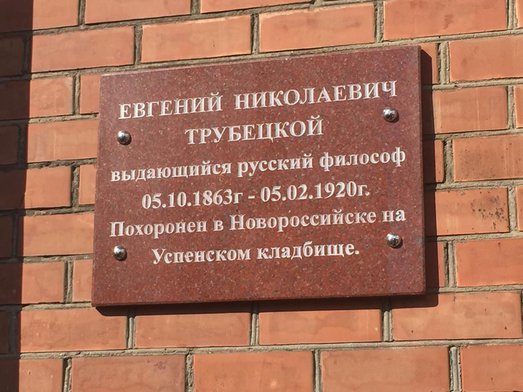 ЕВГЕНИЙ НИКОЛАЕВИЧ
ТРУБЕЦКОЙ
выдающийся русский философ
05.10.1863г - 05.02.1920г.
Похоронен в Новороссийске на
Успенском кладбище.